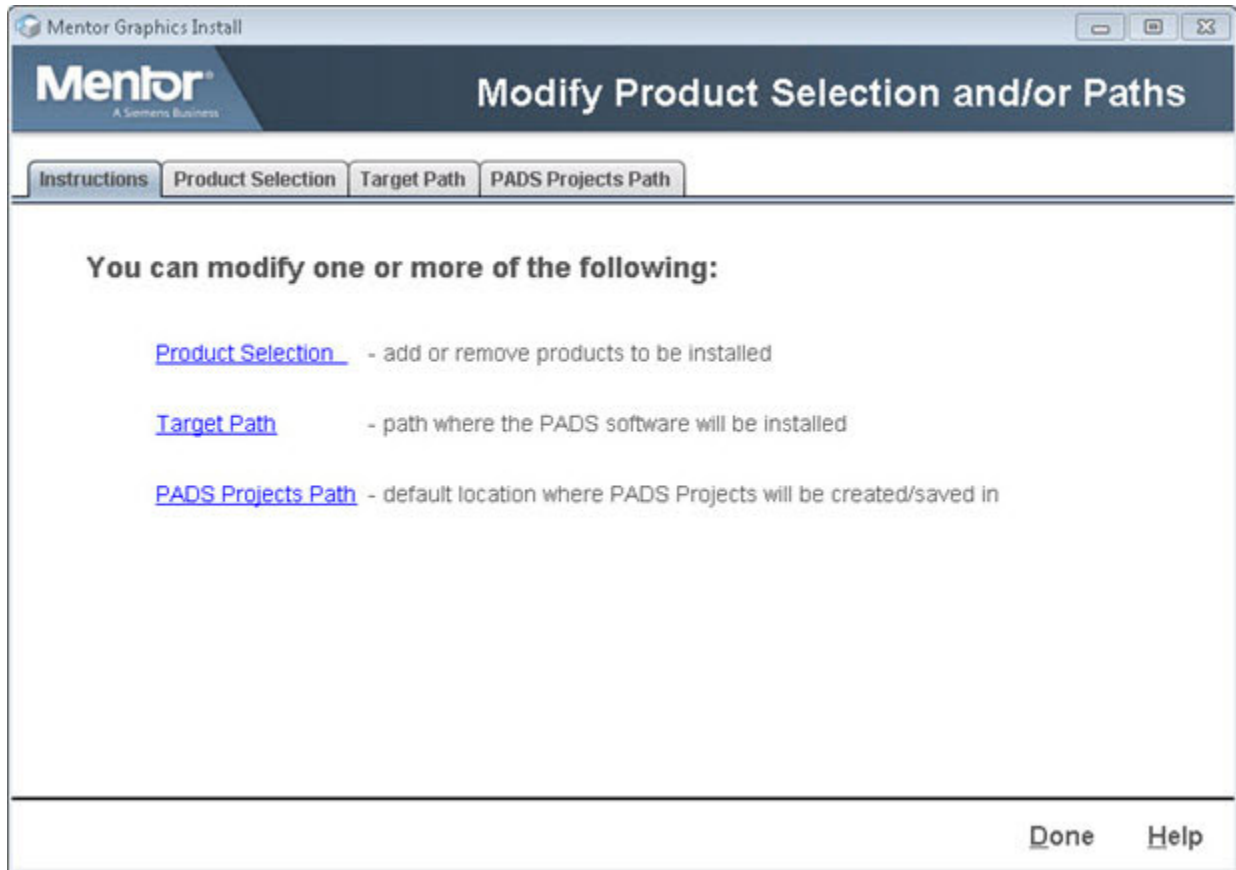 Mentor Graphics Install
Mentor
A Siemens Business
Modify Product Selection and/or Paths
Instructions Product Selection Target Path PADS Projects Path
You can modify one or more of the following:
Product Selection - add or remove products to be installed
Target Path - path where the PADS software will be installed
PADS Projects Path - default location where PADS Projects will be created/saved in
Done Help